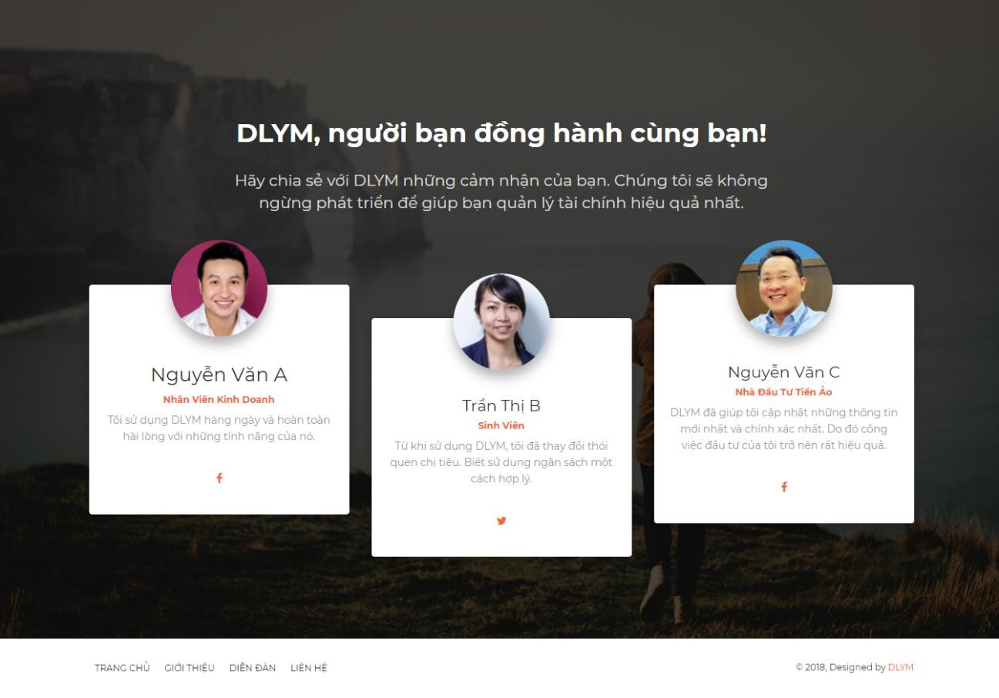 DLYM, người bạn đồng hành cùng bạn!
Hãy chia sẻ với DLYM những cảm nhận của bạn. Chúng tôi sẽ không
ngừng phát triển để giúp bạn quản lý tài chính hiệu quả nhất.
Nguyễn Văn A
Nhân Viên Kinh Doanh
Tôi sử dụng DLYM hàng ngày và hoàn toàn
hài lòng với những tính năng của nó.
Trần Thị B
Sinh Viên
Từ khi sử dụng DLYM, tôi đã thay đổi thói
quen chi tiêu. Biết sử dụng ngân sách một
cách hợp lý.
Nguyễn Văn C
Nhà Đầu Tư Tiền Ảo
DLYM đã giúp tôi cập nhật những thông tin
mới nhất và chính xác nhất. Do đó công
việc đầu tư của tôi trở nên rất hiệu quả.
TRANG CHỦ GIỚI THIỆU DIỄN ĐÀN LIÊN HỆ
© 2018, Designed by DLYM